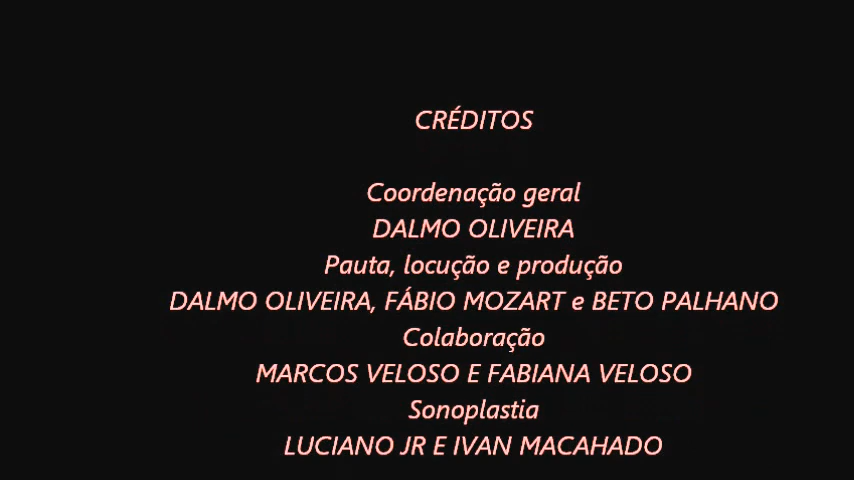 CRÉDITOS
Coordenação geral
DALMO OLIVEIRA
Pauta, locução e produção
DALMO OLIVEIRA, FÁBIO MOZART e BETO PALHANO
Colaboração
MARCOS VELOSO E FABIANA VELOSO
Sonoplastia
LUCIANO JR E IVAN MACAHADO